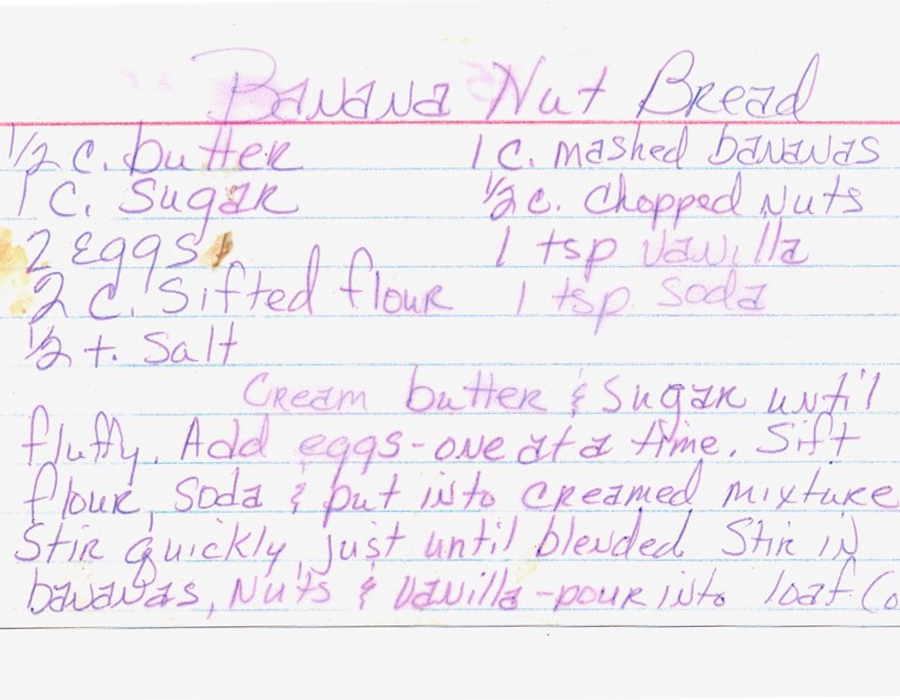 Banana Nut Bread
1/2 c. butter 1 c. mashed bananas
1 c. Sugar 1/2 c. Chopped Nuts
2 Eggs 1 tsp vanilla
2 c. Sifted flour 1 tsp. Soda
1/2 t. Salt
Cream butter & Sugar until
fluffy. Add eggs-one at a time. Sift
flour, Soda & put into creamed mixture
Stir quickly, just until blended. Stir in
bananas, Nuts & vanilla-pour into loaf (o